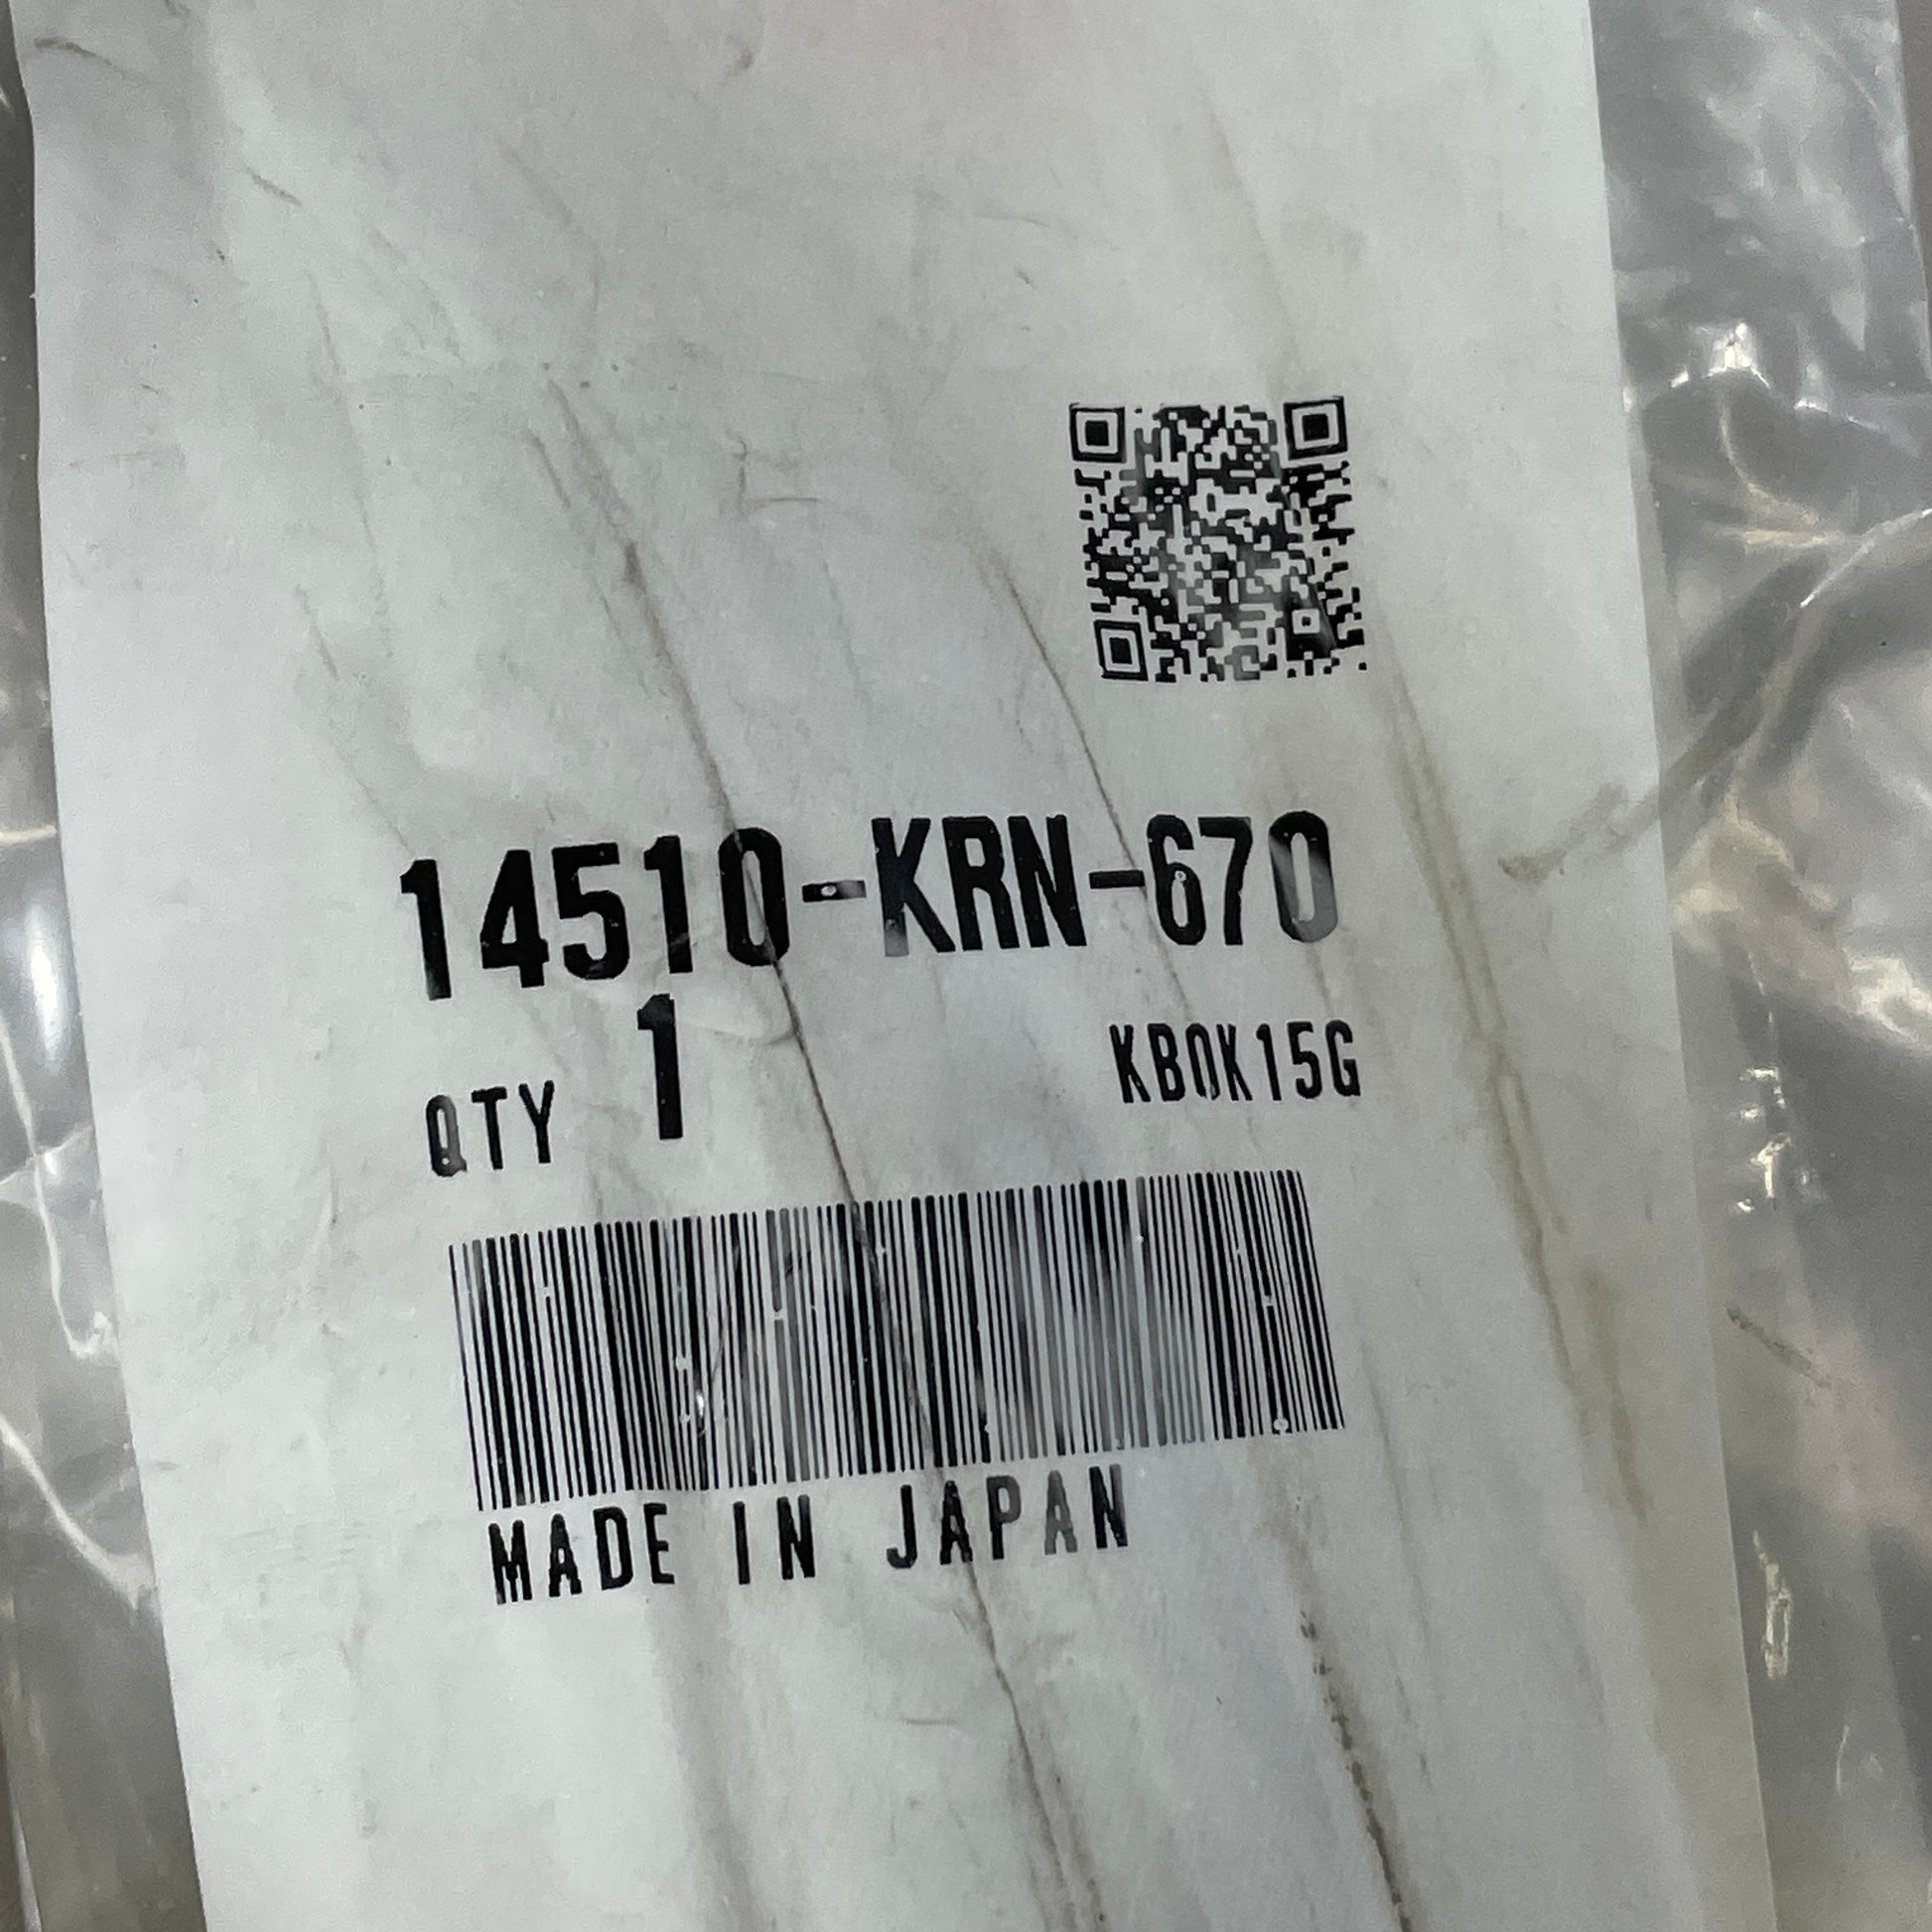 14510-KRN-670
QTY 1 KB0K15G
MADE IN JAPAN